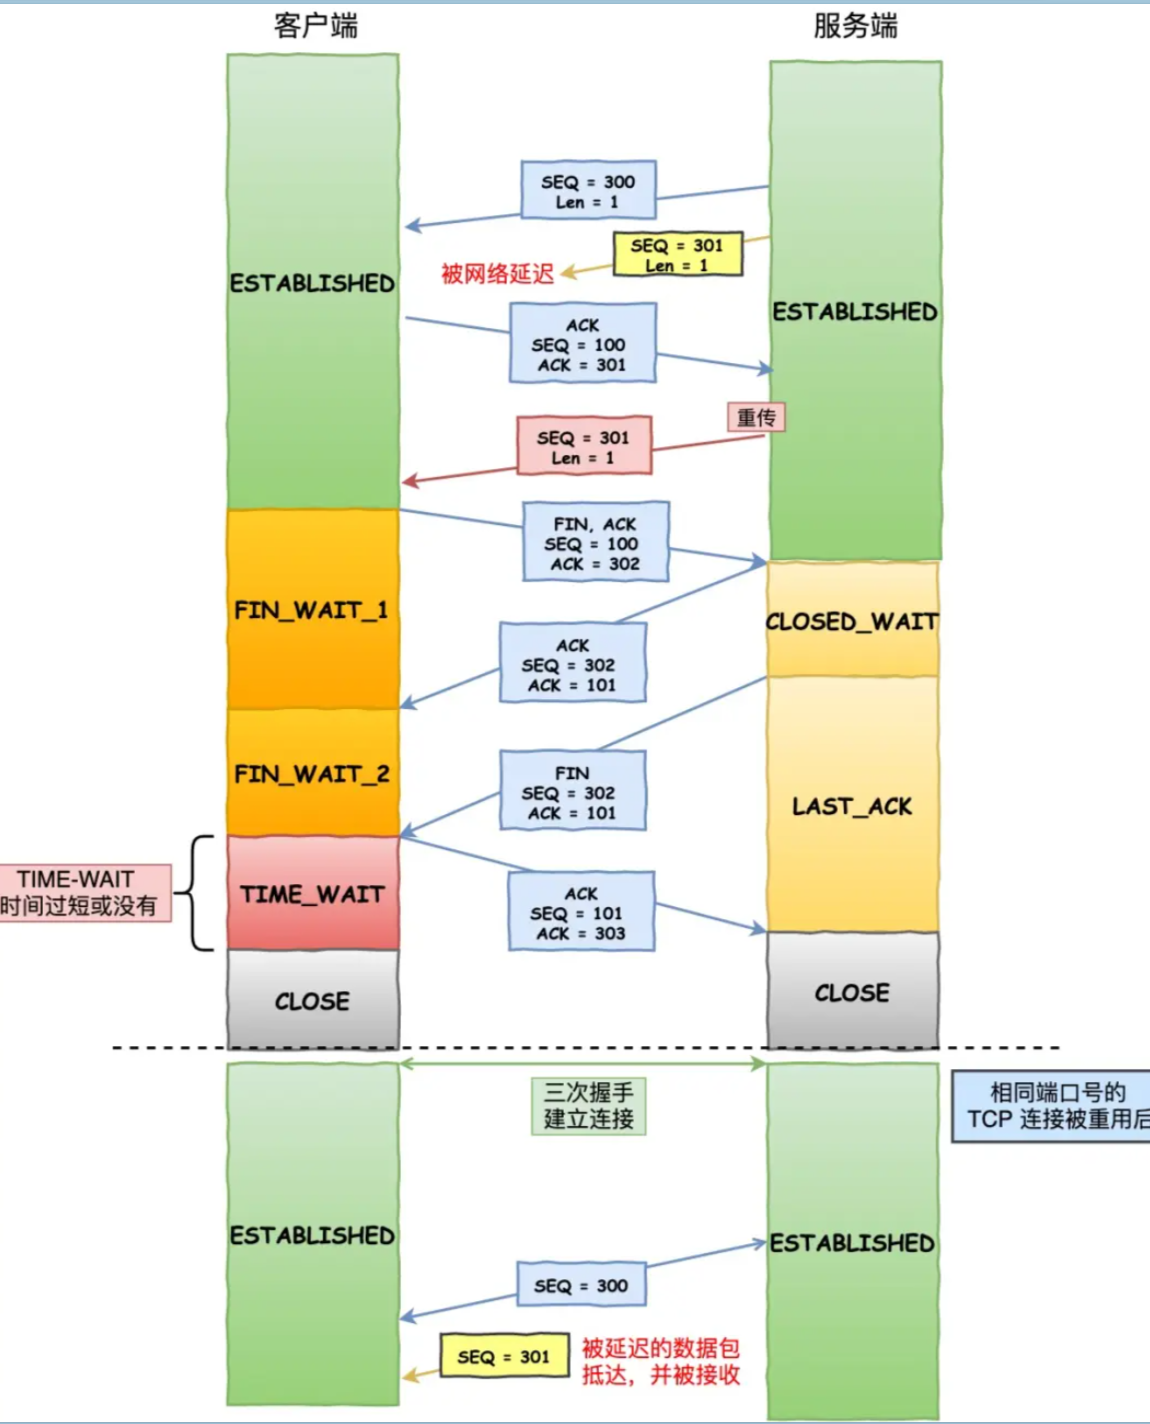 客户端
服务端
SEQ = 300
Len = 1
SEQ = 301
Len = 1
被网络延迟
ESTABLISHED
ESTABLISHED
ACK
SEQ = 100
ACK = 301
重传
SEQ = 301
Len = 1
FIN, ACK
SEQ = 100
ACK = 302
FIN_WAIT_1
CLOSED_WAIT
ACK
SEQ = 302
ACK = 101
FIN_WAIT_2
FIN
SEQ = 302
ACK = 101
LAST_ACK
TIME-WAIT
时间过短或没有
TIME_WAIT
ACK
SEQ = 101
ACK = 303
CLOSE
CLOSE
三次握手
建立连接
相同端口号的
TCP 连接被重用后
ESTABLISHED
ESTABLISHED
SEQ = 300
SEQ = 301
被延迟的数据包
抵达，并被接收